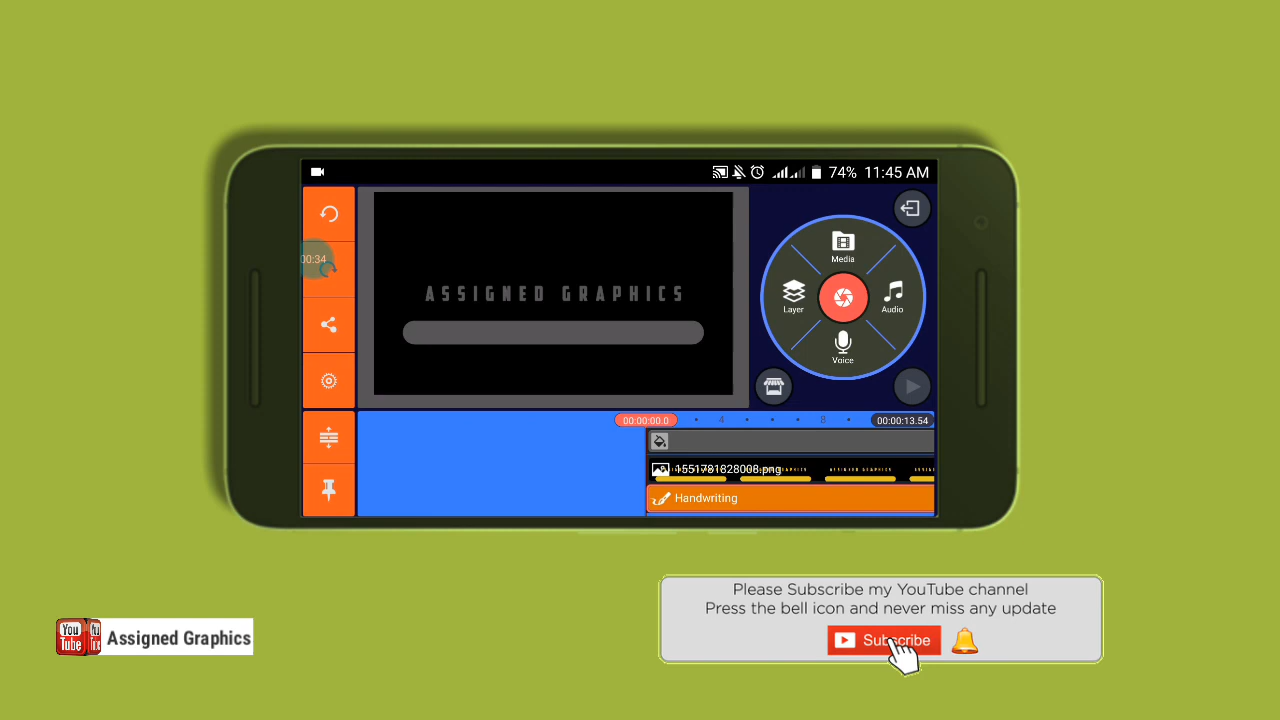 74% 11:45 AM
00:34
ASSIGNED GRAPHICS
Media
Layer
Audio
Voice
00:00:00.0
4
8
00:00:13.54
1551781828008.png
Handwriting
Please Subscribe my YouTube channel
Press the bell icon and never miss any update
Subscribe
You Tube
Assigned Graphics